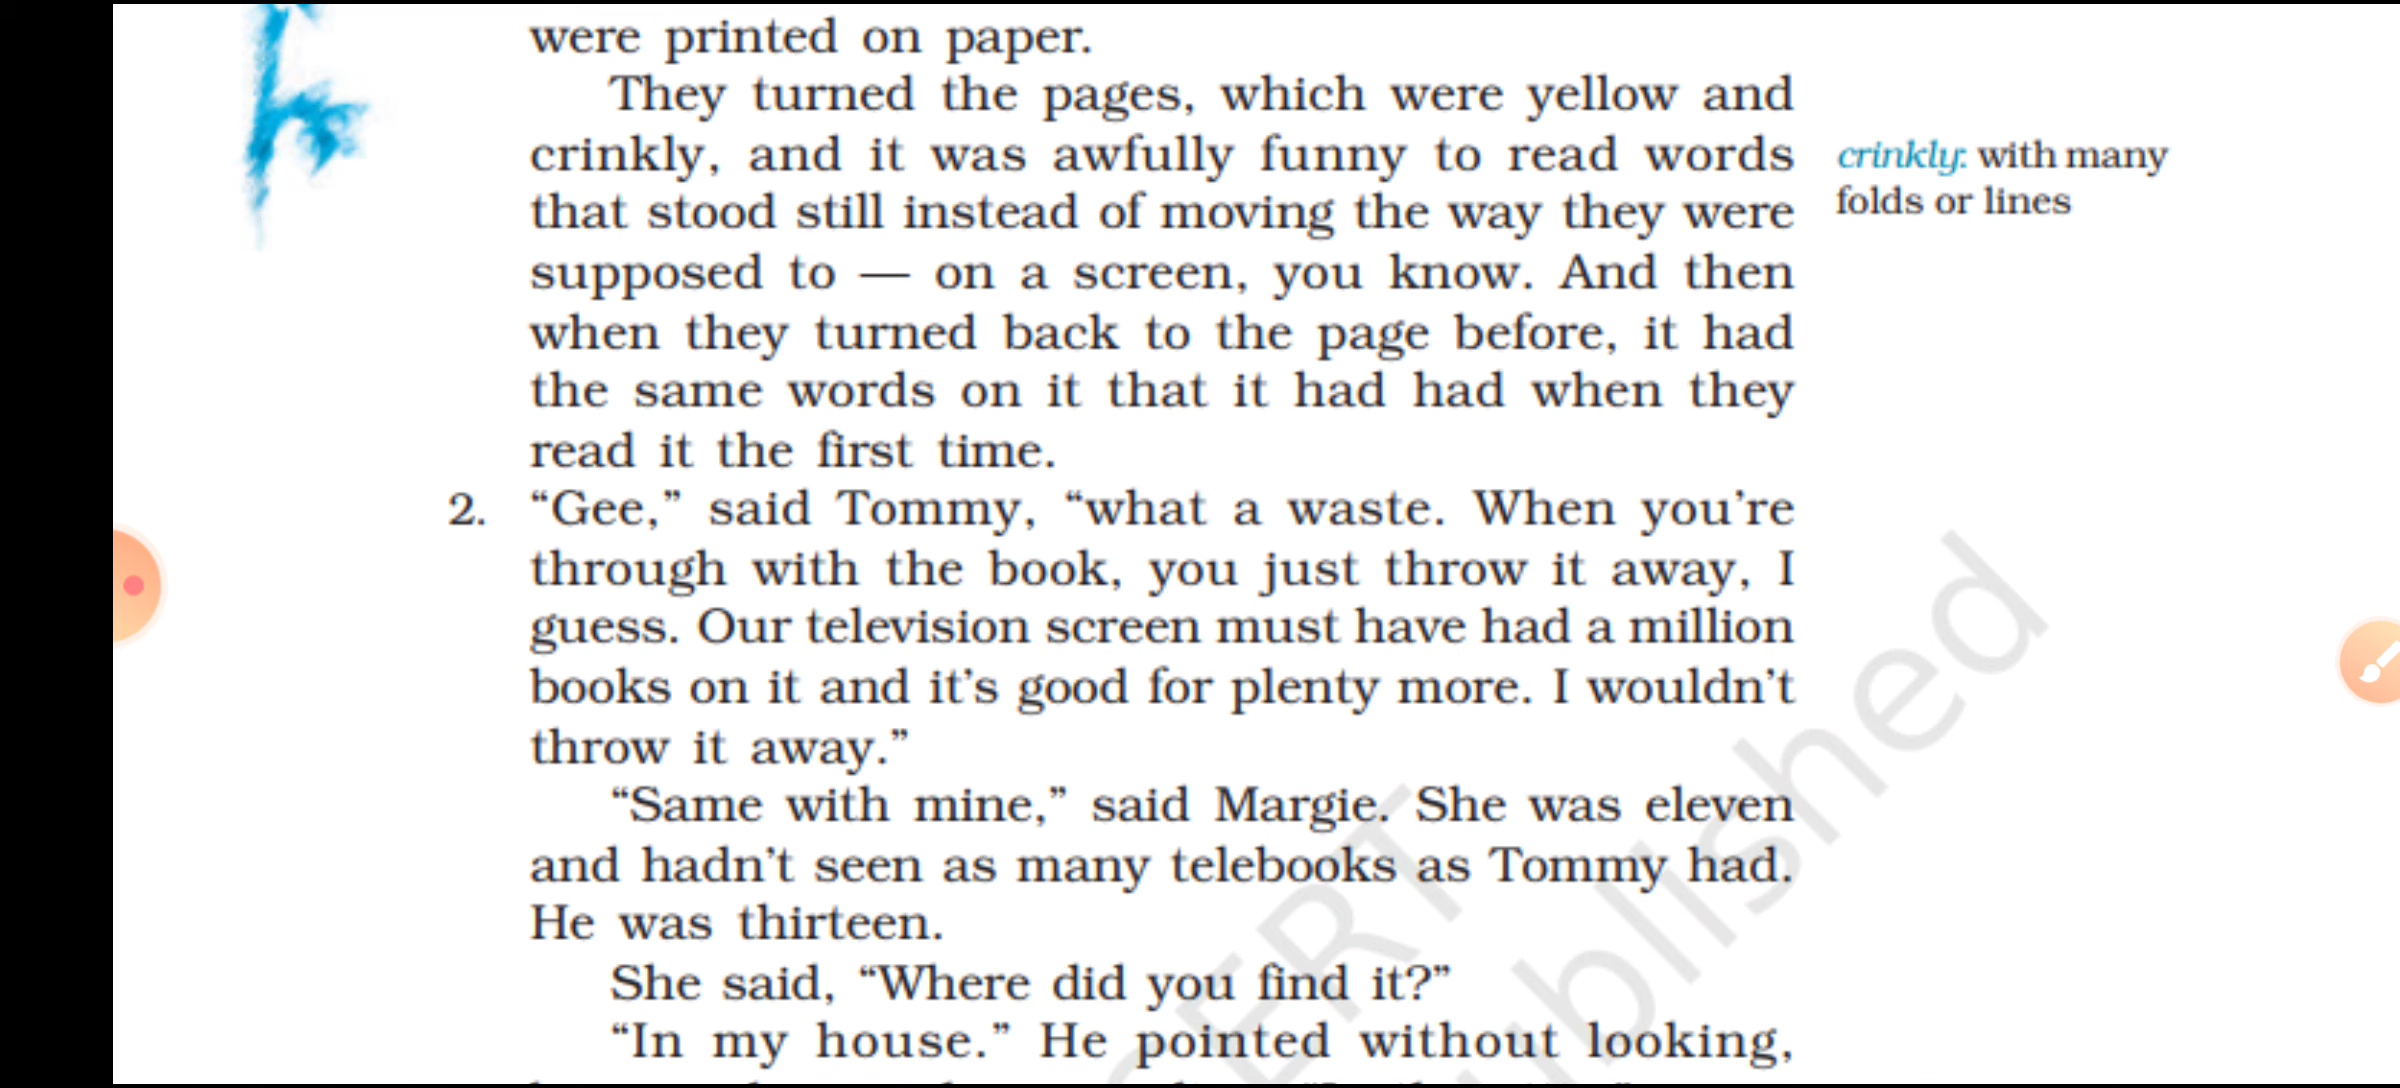 were printed on paper.
They turned the pages, which were yellow and
crinkly, and it was awfully funny to read words
that stood still instead of moving the way they were
supposed to — on a screen, you know. And then
when they turned back to the page before, it had
the same words on it that it had had when they
read it the first time.
crinkly: with many
folds or lines
2. “Gee,” said Tommy, “what a waste. When you’re
through with the book, you just throw it away, I
guess. Our television screen must have had a million
books on it and it’s good for plenty more. I wouldn’t
throw it away.”
“Same with mine,” said Margie. She was eleven
and hadn’t seen as many telebooks as Tommy had.
He was thirteen.
She said, “Where did you find it?”
“In my house.” He pointed without looking,